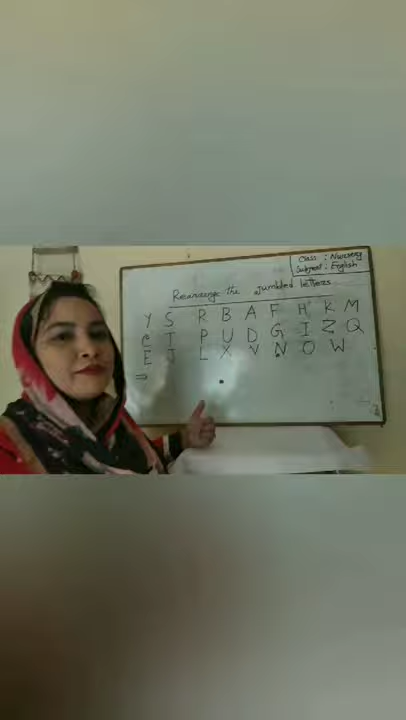 Class : Nursery
Subject : English
Rearrange the Jumbled letters
Y S R B A F H K M
C T P U D G I Z Q
E J L X V N O W
⇒